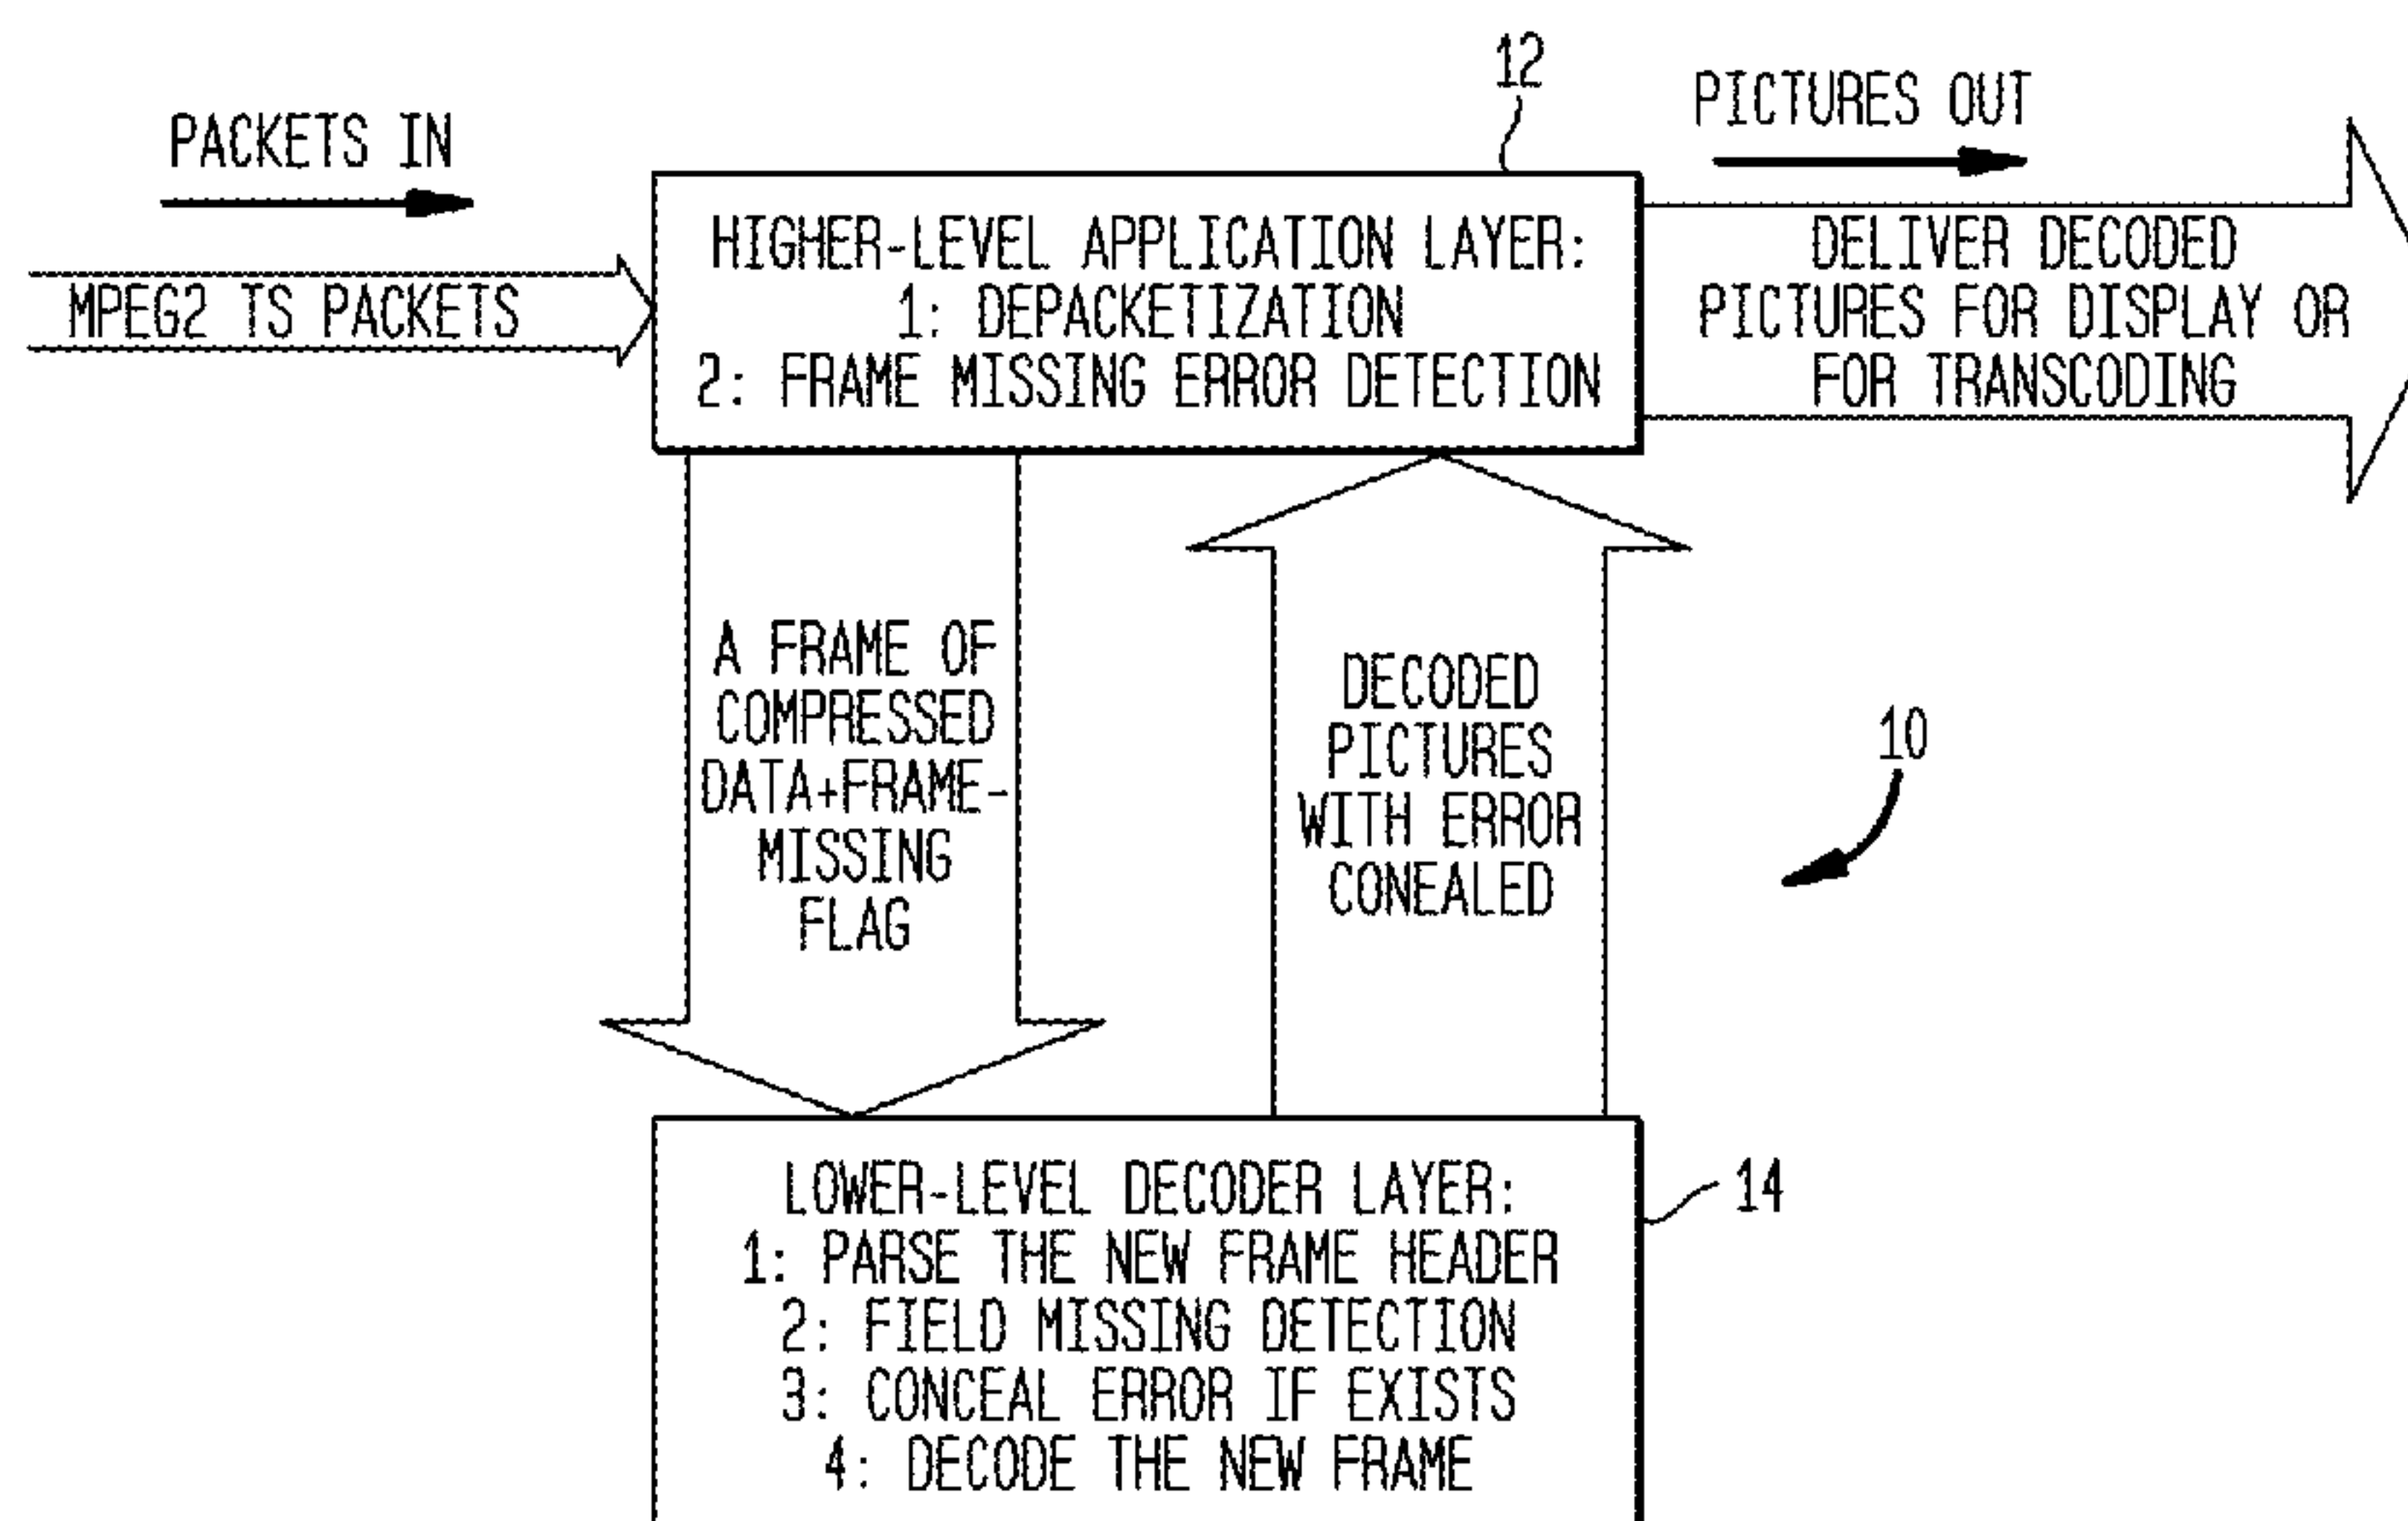 12
PACKETS IN
PICTURES OUT
MPEG2 TS PACKETS
HIGHER-LEVEL APPLICATION LAYER:
1: DEPACKETIZATION
2: FRAME MISSING ERROR DETECTION
DELIVER DECODED
PICTURES FOR DISPLAY OR
FOR TRANSCODING
A FRAME OF
COMPRESSED
DATA+FRAME-
MISSING
FLAG
DECODED
PICTURES
WITH ERROR
CONEALED
10
LOWER-LEVEL DECODER LAYER:
1: PARSE THE NEW FRAME HEADER
2: FIELD MISSING DETECTION
3: CONCEAL ERROR IF EXISTS
4: DECODE THE NEW FRAME
14